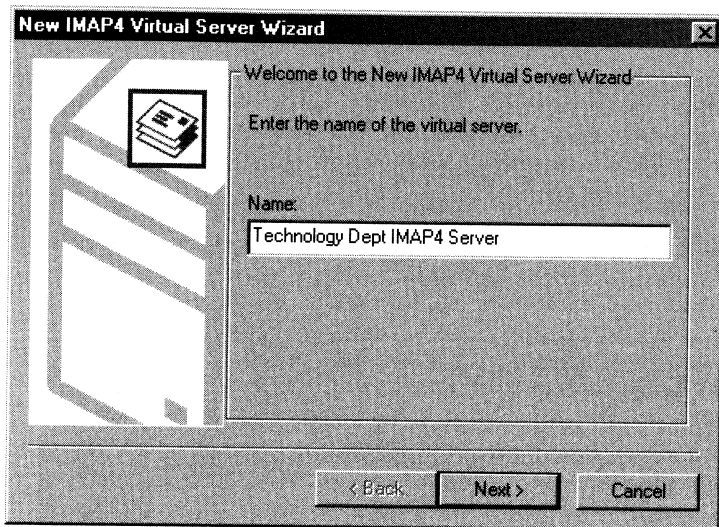 New IMAP4 Virtual Server Wizard
Welcome to the New IMAP4 Virtual Server Wizard
Enter the name of the virtual server.
Name:
Technology Dept IMAP4 Server
< Back
Next >
Cancel